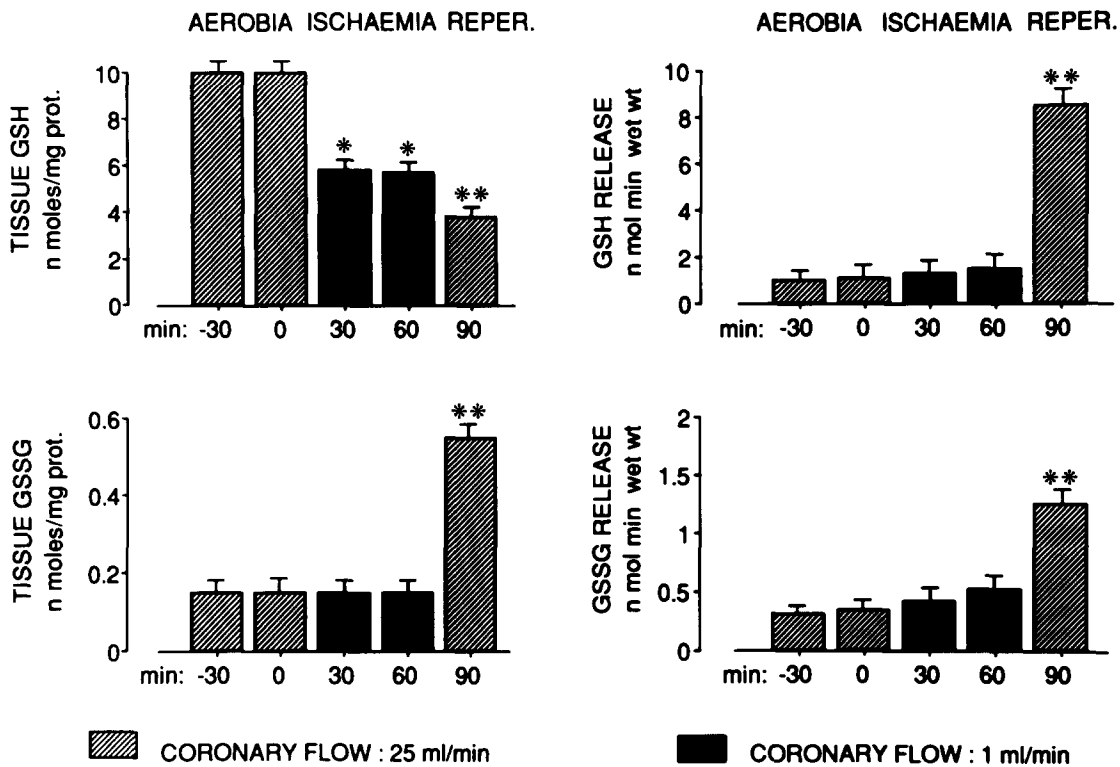 AEROBIA ISCHAEMIA REPER.
TISSUE GSH
n moles/mg prot.
10
8
6
4
2
0
* * **
min: -30 0 30 60 90
AEROBIA ISCHAEMIA REPER.
GSH RELEASE
n mol min wet wt
10
8
6
4
2
0
**
min: -30 0 30 60 90
TISSUE GSSG
n moles/mg prot.
0.6
0.4
0.2
0
**
min: -30 0 30 60 90
GSSG RELEASE
n mol min wet wt
2
1.5
1
0.5
0
**
min: -30 0 30 60 90
CORONARY FLOW : 25 ml/min
CORONARY FLOW : 1 ml/min